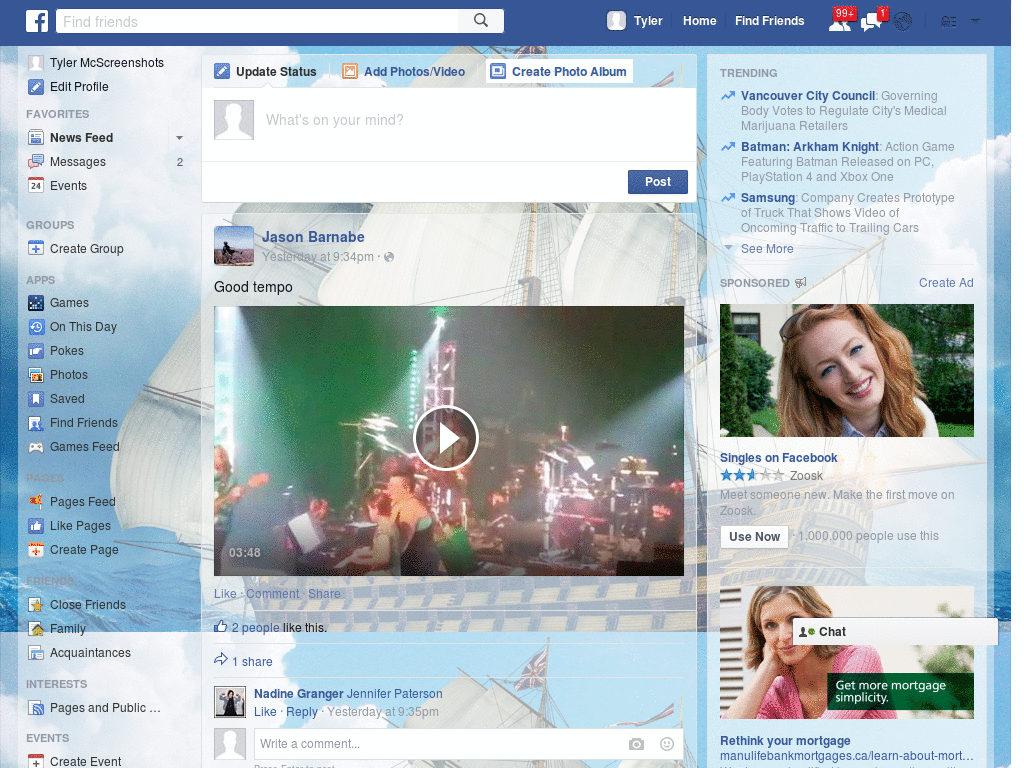 Find friends
Tyler
Home
Find Friends
99+
1
Tyler McScreenshots
Edit Profile
FAVORITES
News Feed
Messages
2
24
Events
GROUPS
Create Group
APPS
Games
On This Day
Pokes
Photos
Saved
Find Friends
Games Feed
PAGES
Pages Feed
Like Pages
Create Page
FRIENDS
Close Friends
Family
Acquaintances
INTERESTS
Pages and Public ...
EVENTS
Create Event
Update Status
Add Photos/Video
Create Photo Album
What's on your mind?
Post
Jason Barnabe
Yesterday at 9:34pm ·
Good tempo
03:48
Like · Comment · Share
2 people like this.
1 share
Nadine Granger Jennifer Paterson
Like · Reply · Yesterday at 9:35pm
Write a comment...
Press Enter to post.
TRENDING
Vancouver City Council: Governing
Body Votes to Regulate City's Medical
Marijuana Retailers
Batman: Arkham Knight: Action Game
Featuring Batman Released on PC,
PlayStation 4 and Xbox One
Samsung: Company Creates Prototype
of Truck That Shows Video of
Oncoming Traffic to Trailing Cars
See More
SPONSORED
Create Ad
Singles on Facebook
Zoosk
Meet someone new. Make the first move on
Zoosk.
Use Now
· 1,000,000 people use this
Chat
Get more mortgage
simplicity.
Rethink your mortgage
manulifebankmortgages.ca/learn-about-mort...